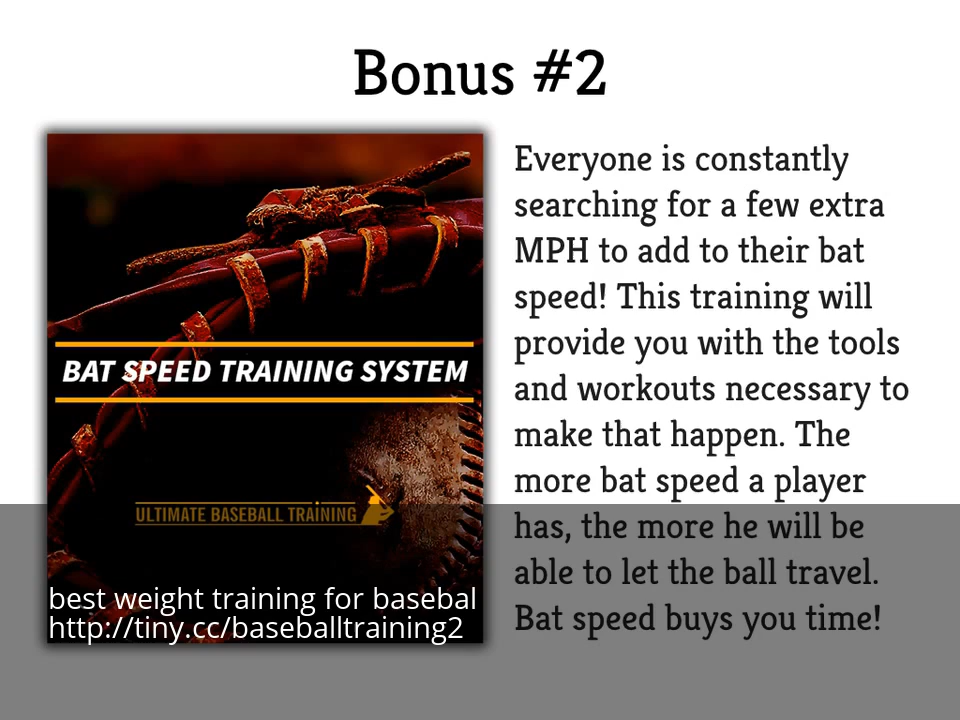 Bonus #2
BAT SPEED TRAINING SYSTEM
ULTIMATE BASEBALL TRAINING
best weight training for basebal
http://tiny.cc/baseballtraining2
Everyone is constantly
searching for a few extra
MPH to add to their bat
speed! This training will
provide you with the tools
and workouts necessary to
make that happen. The
more bat speed a player
has, the more he will be
able to let the ball travel.
Bat speed buys you time!